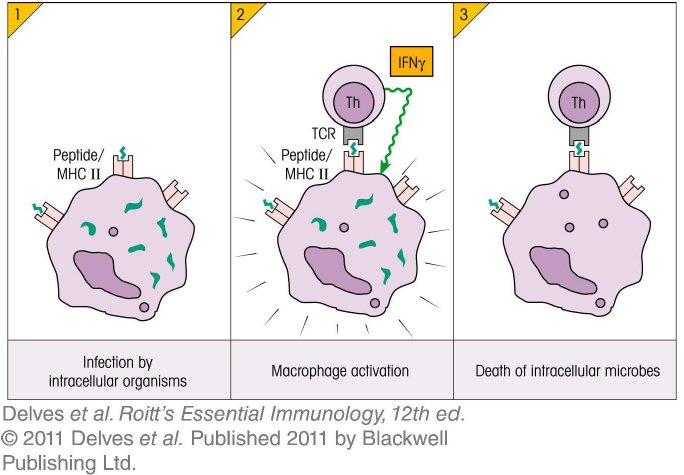 1
Peptide/
MHC II
Infection by
intracellular organisms
2
IFNγ
Th
TCR
Peptide/
MHC II
Macrophage activation
3
Th
Death of intracellular microbes
Delves et al. Roitt's Essential Immunology, 12th ed.
© 2011 Delves et al. Published 2011 by Blackwell
Publishing Ltd.